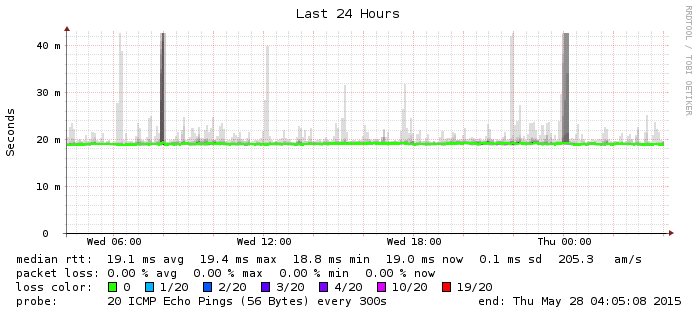 Last 24 Hours
RRDTOOL / TOBI OETIKER
Seconds
40 m
30 m
20 m
10 m
0
Wed 06:00 Wed 12:00 Wed 18:00 Thu 00:00
median rtt: 19.1 ms avg 19.4 ms max 18.8 ms min 19.0 ms now 0.1 ms sd 205.3 am/s
packet loss: 0.00 % avg 0.00 % max 0.00 % min 0.00 % now
loss color: 0 1/20 2/20 3/20 4/20 10/20 19/20
probe: 20 ICMP Echo Pings (56 Bytes) every 300s end: Thu May 28 04:05:08 2015